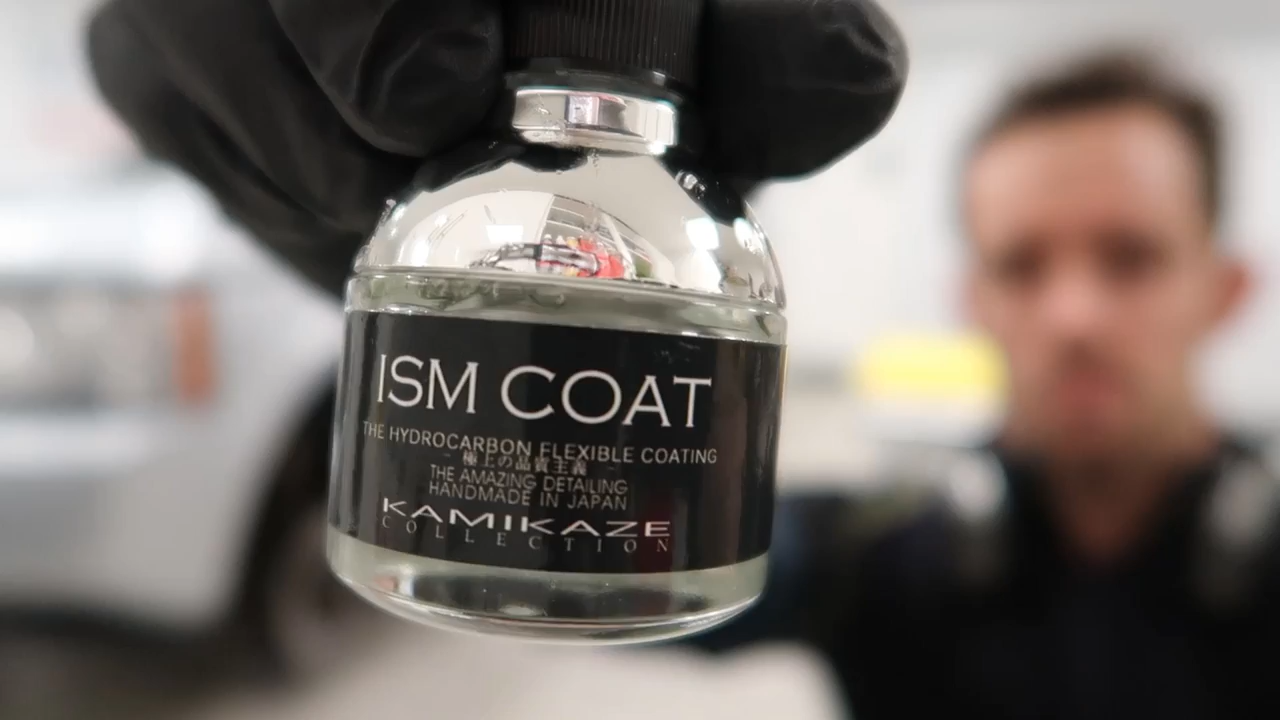 ISM COAT
THE HYDROCARBON FLEXIBLE COATING
- 極上の品質主義 -
THE AMAZING DETAILING
HANDMADE IN JAPAN
KAMIKAZE
COLLECTION